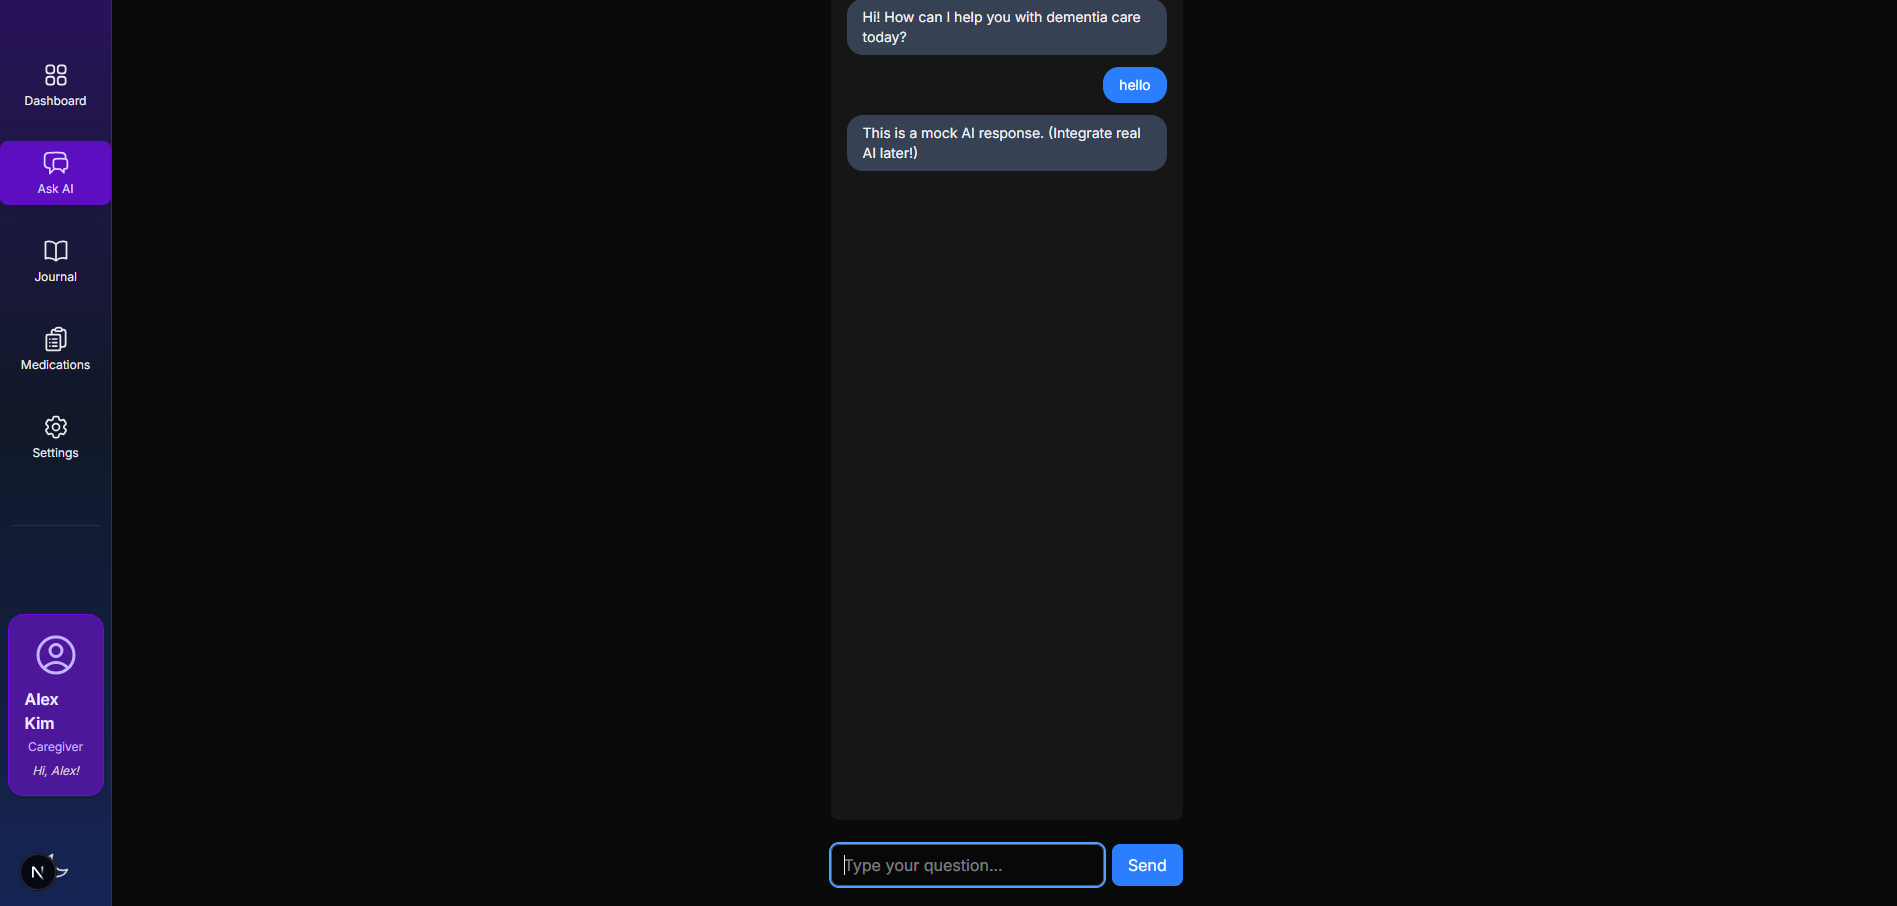 Dashboard
Ask AI
Journal
Medications
Settings
Alex
Kim
Caregiver
Hi, Alex!
N
Hi! How can I help you with dementia care
today?
hello
This is a mock AI response. (Integrate real
AI later!)
Type your question...
Send